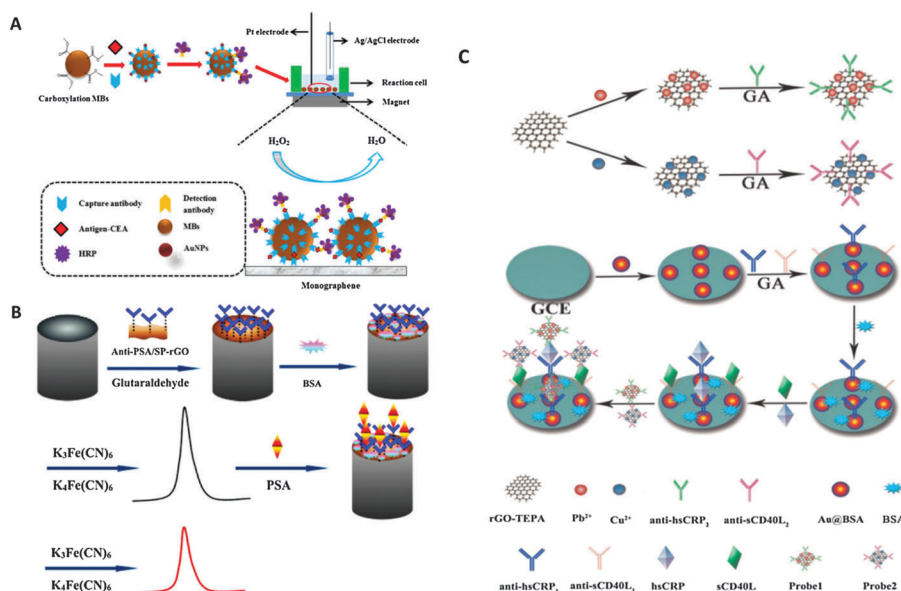 A
Pt electrode
Ag/AgCl electrode
Carboxylation MBs
Reaction cell
Magnet
H₂O₂
H₂O
Capture antibody
Detection
antibody
Antigen-CEA
MBs
HRP
AuNPs
Monographene
B
Anti-PSA/SP-rGO
Glutaraldehyde
BSA
K₃Fe(CN)₆
K₄Fe(CN)₆
PSA
K₃Fe(CN)₆
K₄Fe(CN)₆
C
GA
GA
GCE
GA
rGO-TEPA
Pb²⁺
Cu²⁺
anti-hsCRP₂
anti-sCD40L₂
Au@BSA
BSA
anti-hsCRP₁
anti-sCD40L₁
hsCRP
sCD40L
Probe1
Probe2